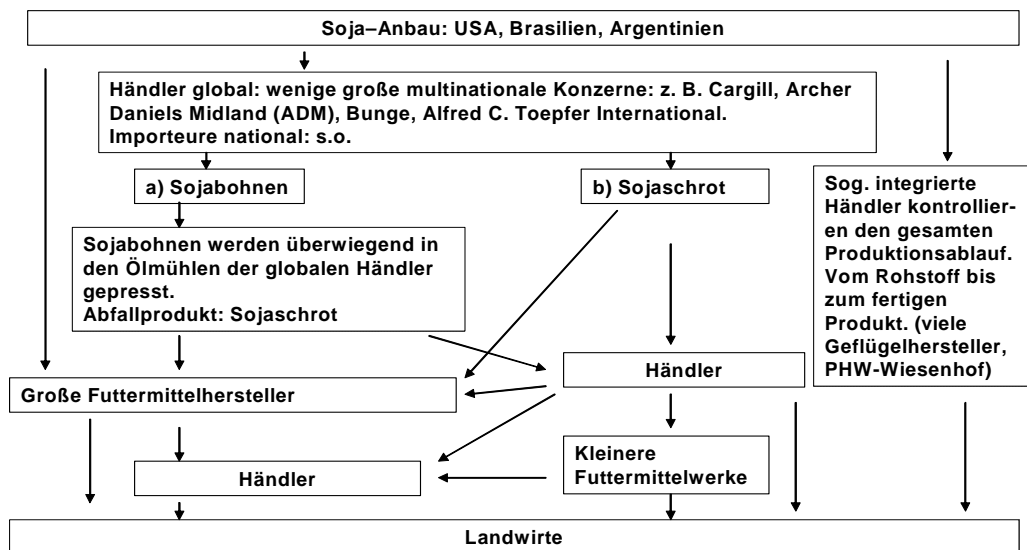 Soja–Anbau: USA, Brasilien, Argentinien
Händler global: wenige große multinationale Konzerne: z. B. Cargill, Archer
Daniels Midland (ADM), Bunge, Alfred C. Toepfer International.
Importeure national: s.o.
a) Sojabohnen
b) Sojaschrot
Sog. integrierte
Händler kontrollier-
en den gesamten
Produktionsablauf.
Vom Rohstoff bis
zum fertigen
Produkt. (viele
Geflügelhersteller,
PHW-Wiesenhof)
Sojabohnen werden überwiegend in
den Ölmühlen der globalen Händler
gepresst.
Abfallprodukt: Sojaschrot
Händler
Große Futtermittelhersteller
Kleinere
Futtermittelwerke
Händler
Landwirte